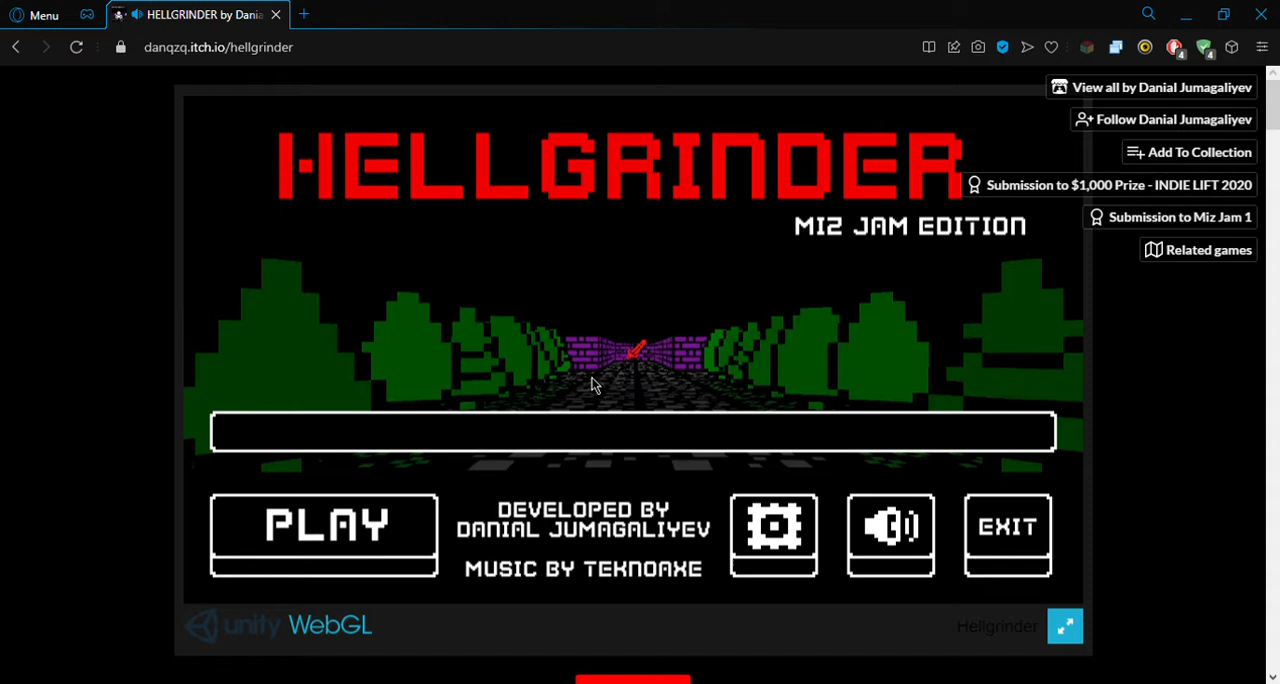 Menu
HELLGRINDER by Dania
danqzq.itch.io/hellgrinder
4
4
View all by Danial Jumagaliyev
Follow Danial Jumagaliyev
Add To Collection
Submission to $1,000 Prize - INDIE LIFT 2020
Submission to Miz Jam 1
Related games
HELLGRINDER
MIZ JAM EDITION
PLAY
DEVELOPED BY
DANIAL JUMAGALIYEV
MUSIC BY TEKNOAXE
EXIT
unity WebGL
Hellgrinder